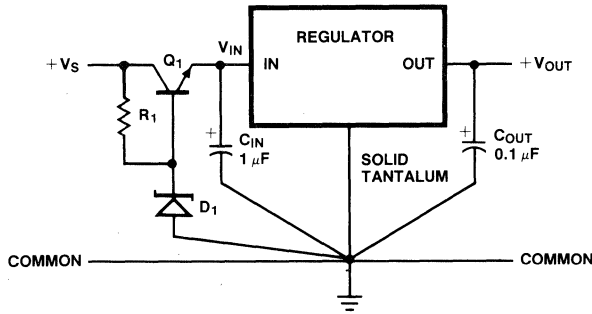 REGULATOR
+VS
Q1
VIN
IN
OUT
+VOUT
R1
+
CIN
1 μF
+
COUT
0.1 μF
SOLID
TANTALUM
D1
COMMON
COMMON